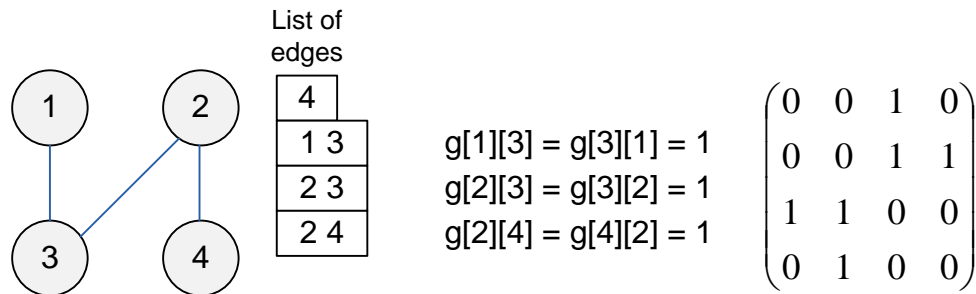 List of
edges
1
2
3
4
4
1 3
2 3
2 4
g[1][3] = g[3][1] = 1
g[2][3] = g[3][2] = 1
g[2][4] = g[4][2] = 1
0 0 1 0
0 0 1 1
1 1 0 0
0 1 0 0